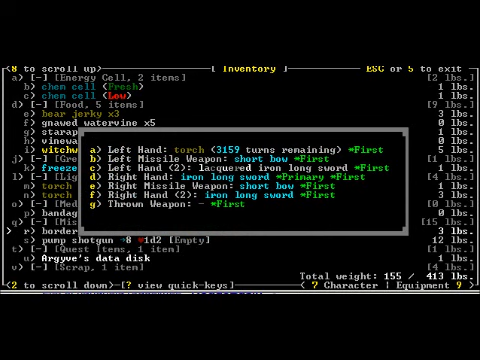 <8 to scroll up> [ Inventory ] ESC or 5 to exit
a) [-] [Energy Cell, 2 items] [2 lbs.]
b) chem cell (Fresh) 1 lbs.
c) chem cell (Low) 1 lbs.
d) [-] [Food, 5 items] [9 lbs.]
e) bear jerky x3 3 lbs.
f) gnawed watervine x5 0 lbs.
g) starap 1 lbs.
h) vinewa 0 lbs.
i) witchw 5 lbs.
j) [-] [Gre [1 lbs.]
k) freeze 1 lbs.
l) [-] [Lig [4 lbs.]
m) torch
n) torch
o) [-] [Med [0 lbs.]
p) bandag 0 lbs.
q) [-] [Mis [15 lbs.]
> r) border 3 lbs.
s) pump shotgun →8 ♥1d2 [Empty] 12 lbs.
t) [-] [Quest Items, 1 item] [1 lbs.]
u) Argyve's data disk 1 lbs.
v) [-] [Scrap, 1 item] [4 lbs.]
Total weight: 155 / 413 lbs.
<2 to scroll down> [? view quick-keys] < 7 Character | Equipment 9 >
a) Left Hand: torch (3159 turns remaining) *First
b) Left Missile Weapon: short bow *First
c) Left Hand (2): lacquered iron long sword *First
d) Right Hand: iron long sword *Primary *First
e) Right Missile Weapon: short bow *First
f) Right Hand (2): iron long sword *First
g) Thrown Weapon: - *First